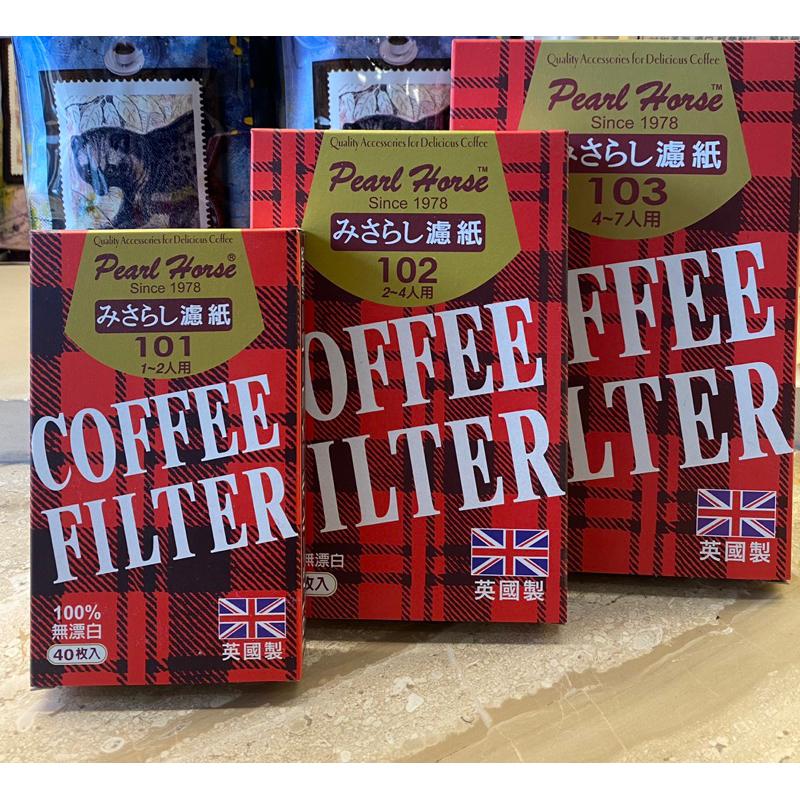 Quality Accessories for Delicious Coffee
Pearl Horse®
Since 1978
みさらし濾紙
101
1~2人用
COFFEE
FILTER
100%
無漂白
40枚入
英國製
Quality Accessories for Delicious Coffee
Pearl Horse™
Since 1978
みさらし濾紙
102
2~4人用
OFFEE
ILTER
無漂白
枚入
英國製
Quality Accessories for Delicious Coffee
Pearl Horse™
Since 1978
みさらし濾紙
103
4~7人用
FFEE
LTER
英國製